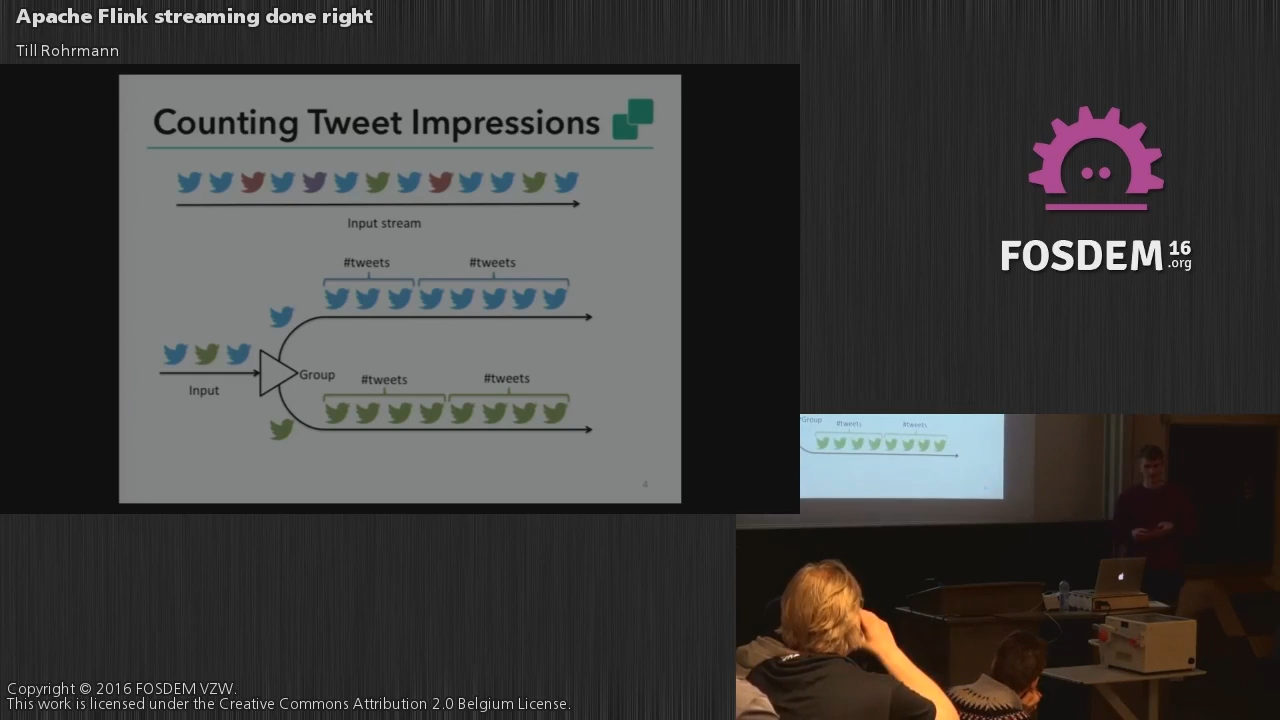 Apache Flink streaming done right
Till Rohrmann
Counting Tweet Impressions
Input stream
#tweets #tweets
Group
Input
#tweets #tweets
4
FOSDEM 16 .org
Group #tweets #tweets
Copyright © 2016 FOSDEM VZW.
This work is licensed under the Creative Commons Attribution 2.0 Belgium License.